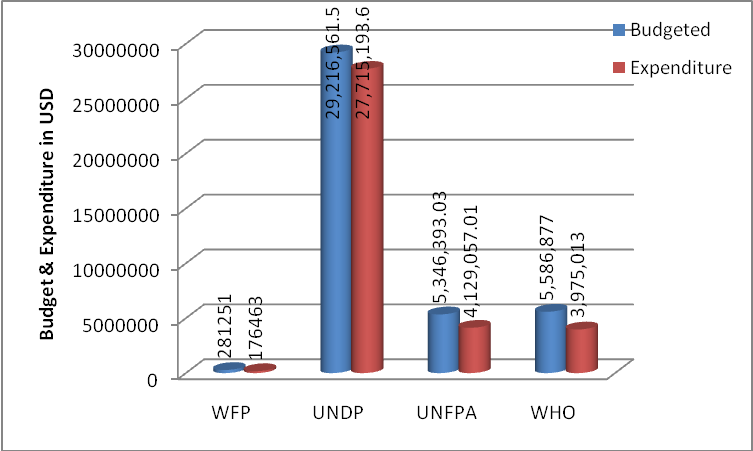 Budgeted
Expenditure
Budget & Expenditure in USD
30000000
25000000
20000000
15000000
10000000
5000000
0
281251
176463
29,216,561.5
27,715,193.6
5,346,393.03
4,129,057.01
5,586,877
3,975,013
WFP
UNDP
UNFPA
WHO